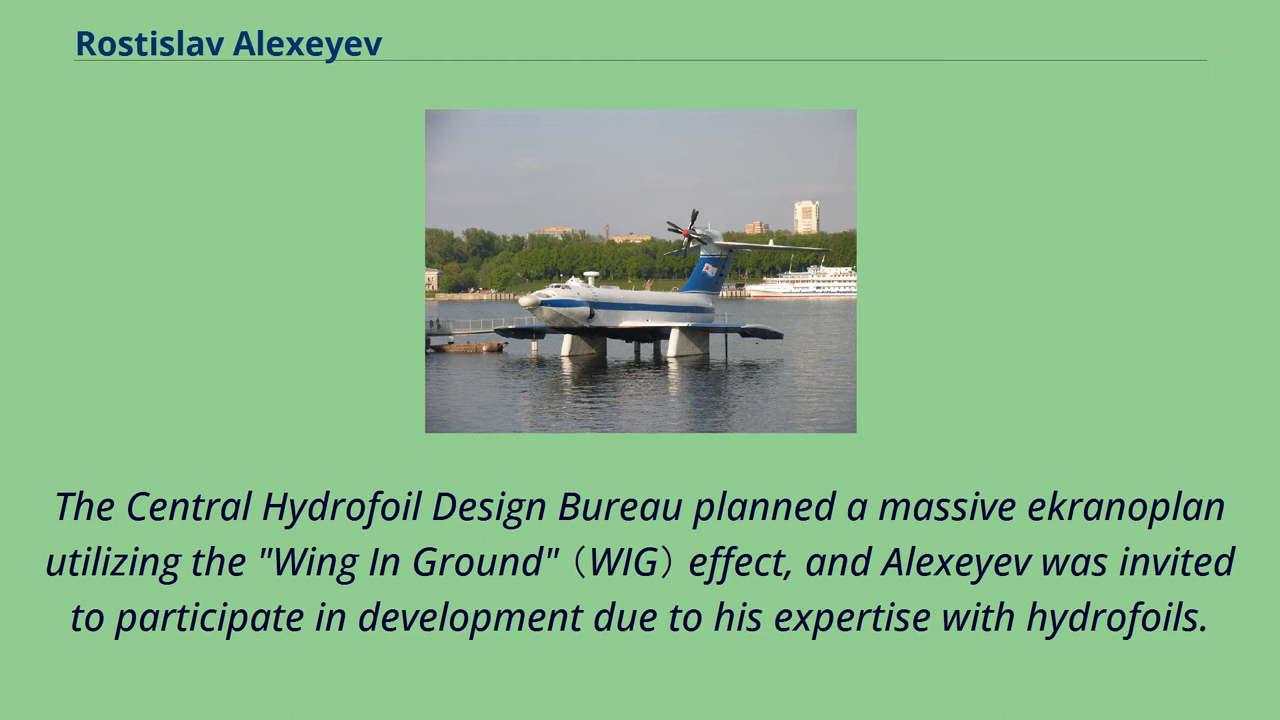 Rostislav Alexeyev
The Central Hydrofoil Design Bureau planned a massive ekranoplan
utilizing the "Wing In Ground"（WIG）effect, and Alexeyev was invited
to participate in development due to his expertise with hydrofoils.